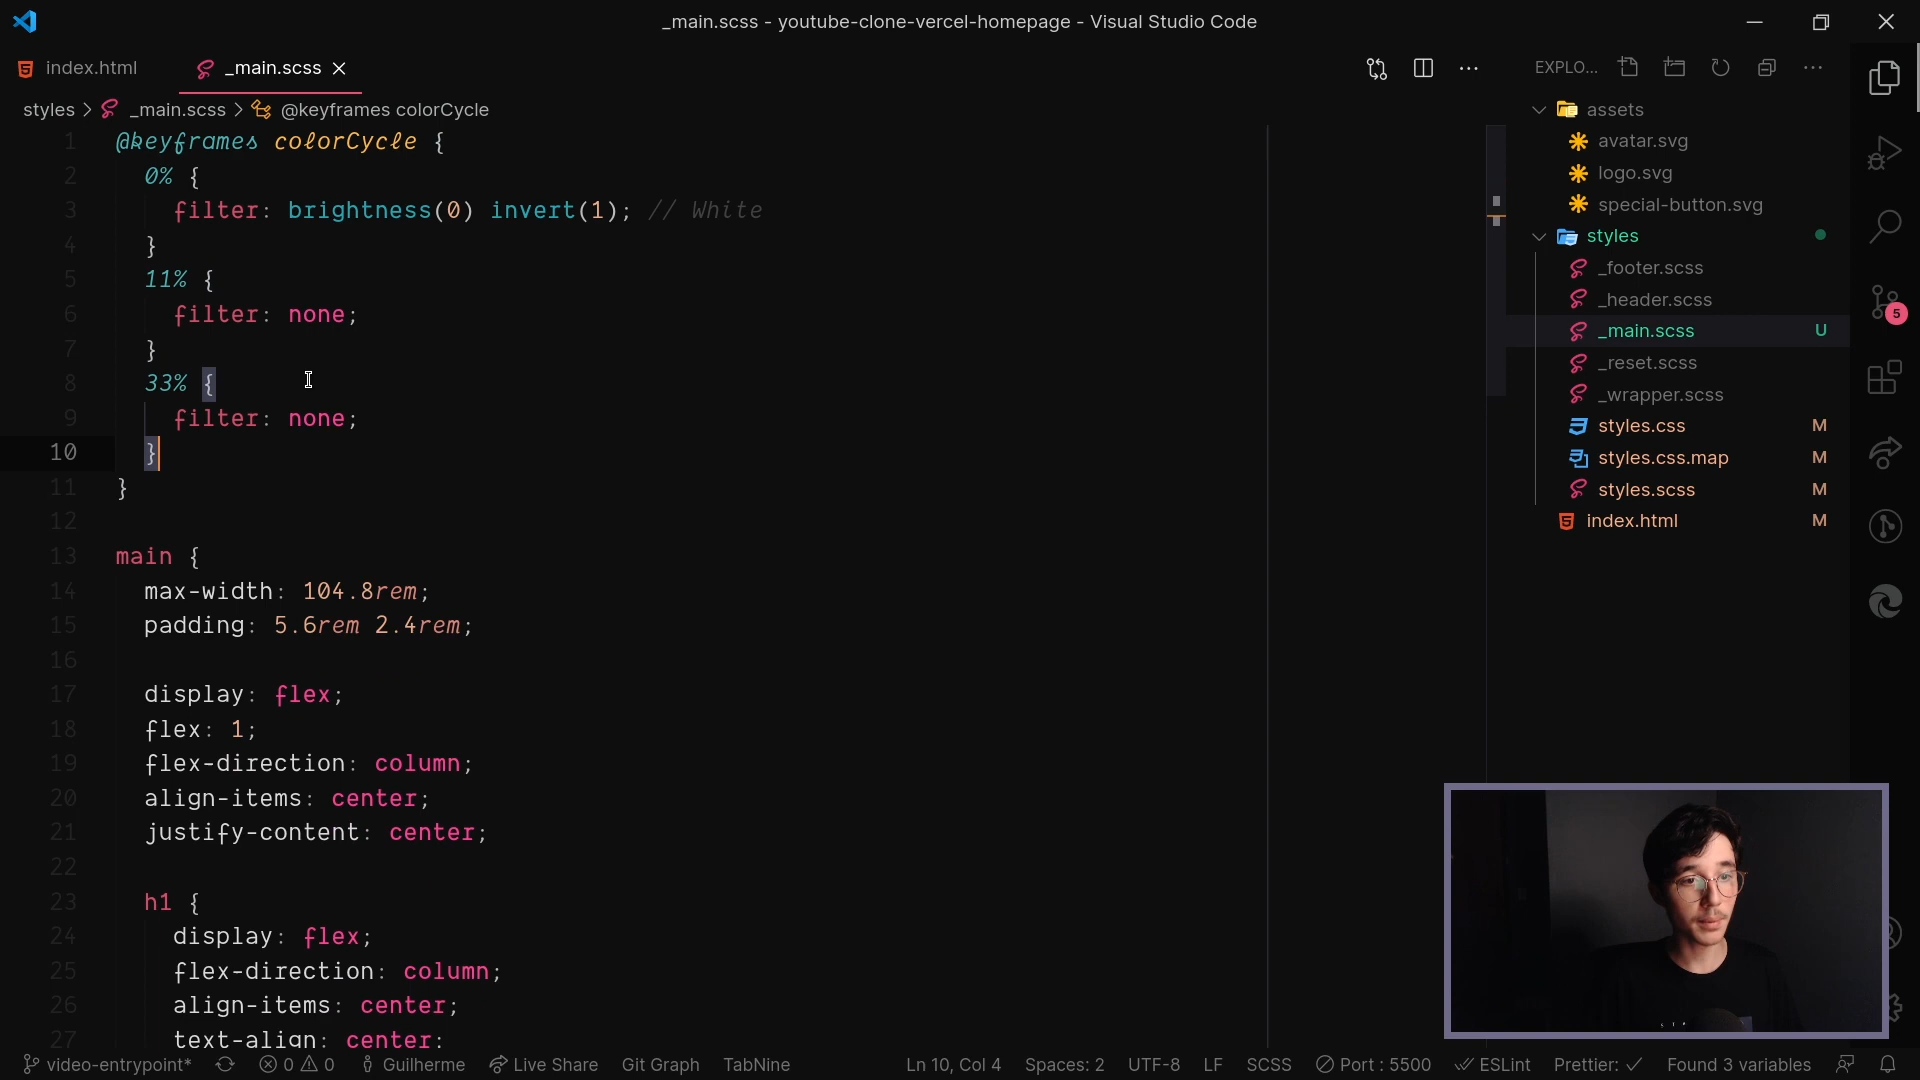 _main.scss - youtube-clone-vercel-homepage - Visual Studio Code
index.html
_main.scss
EXPLO...
styles > _main.scss > @keyframes colorCycle
1 @keyframes colorCycle {
2 0% {
3 filter: brightness(0) invert(1); // White
4 }
5 11% {
6 filter: none;
7 }
8 33% {
9 filter: none;
10 }
11 }
12
13 main {
14 max-width: 104.8rem;
15 padding: 5.6rem 2.4rem;
16
17 display: flex;
18 flex: 1;
19 flex-direction: column;
20 align-items: center;
21 justify-content: center;
22
23 h1 {
24 display: flex;
25 flex-direction: column;
26 align-items: center;
27 text-align: center;
assets
avatar.svg
logo.svg
special-button.svg
styles
_footer.scss
_header.scss
_main.scss U
_reset.scss
_wrapper.scss
styles.css M
styles.css.map M
styles.scss M
index.html M
5
video-entrypoint* 0 0 Guilherme Live Share Git Graph TabNine Ln 10, Col 4 Spaces: 2 UTF-8 LF SCSS Port : 5500 ESLint Prettier: ✓ Found 3 variables